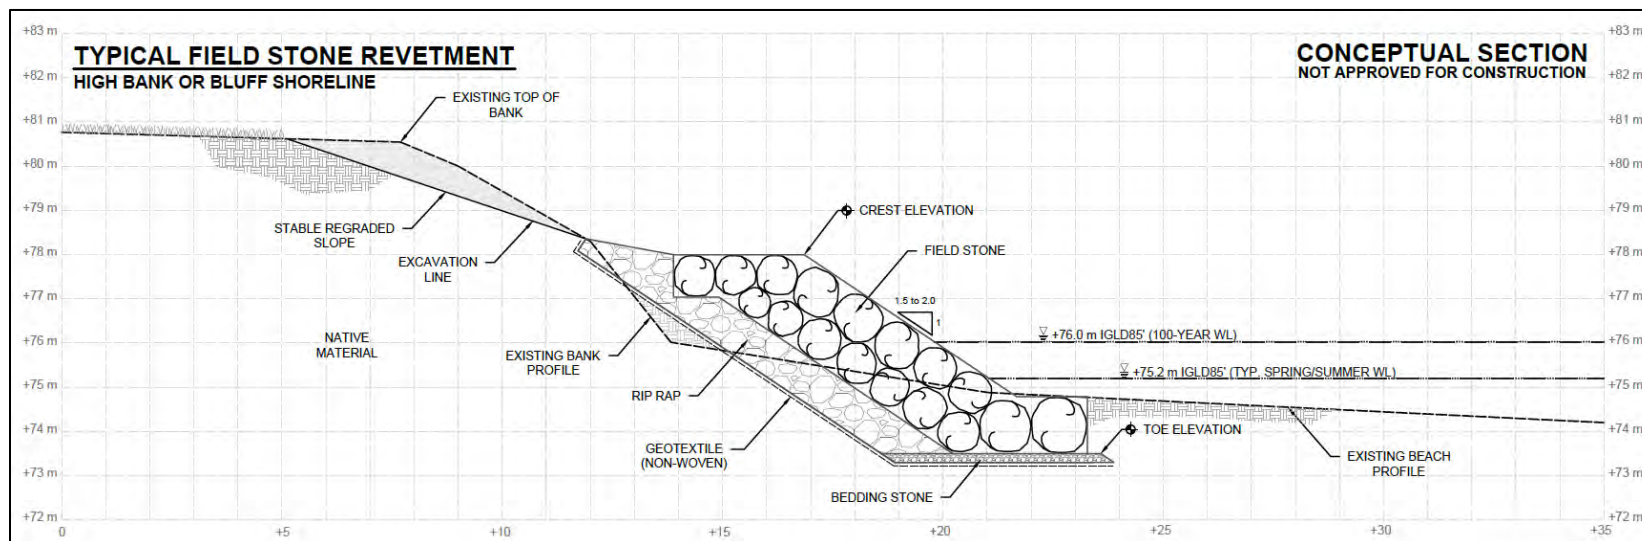 +83 m
+83 m
TYPICAL FIELD STONE REVETMENT
HIGH BANK OR BLUFF SHORELINE
CONCEPTUAL SECTION
NOT APPROVED FOR CONSTRUCTION
+82 m
+82 m
EXISTING TOP OF
BANK
+81 m
+81 m
+80 m
+80 m
+79 m
+79 m
CREST ELEVATION
STABLE REGRADED
SLOPE
FIELD STONE
+78 m
+78 m
EXCAVATION
LINE
+77 m
+77 m
1.5 to 2.0
1
+76.0 m IGLD85' (100-YEAR WL)
NATIVE
MATERIAL
+76 m
+76 m
EXISTING BANK
PROFILE
+75.2 m IGLD85' (TYP. SPRING/SUMMER WL)
RIP RAP
+75 m
+75 m
+74 m
+74 m
TOE ELEVATION
GEOTEXTILE
(NON-WOVEN)
EXISTING BEACH
PROFILE
+73 m
+73 m
BEDDING STONE
+72 m
+72 m
0
+5
+10
+15
+20
+25
+30
+35